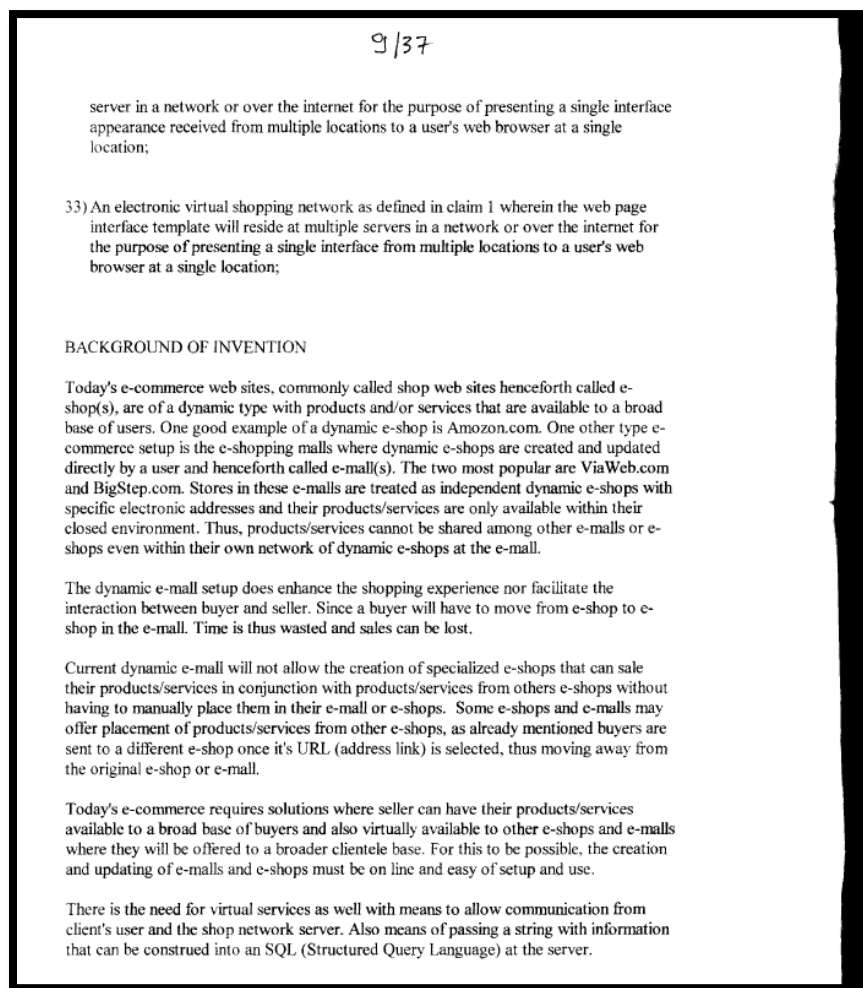 9/37
server in a network or over the internet for the purpose of presenting a single interface
appearance received from multiple locations to a user's web browser at a single
location;
33) An electronic virtual shopping network as defined in claim 1 wherein the web page
interface template will reside at multiple servers in a network or over the internet for
the purpose of presenting a single interface from multiple locations to a user's web
browser at a single location;
BACKGROUND OF INVENTION
Today's e-commerce web sites, commonly called shop web sites henceforth called e-
shop(s), are of a dynamic type with products and/or services that are available to a broad
base of users. One good example of a dynamic e-shop is Amozon.com. One other type e-
commerce setup is the e-shopping malls where dynamic e-shops are created and updated
directly by a user and henceforth called e-mall(s). The two most popular are ViaWeb.com
and BigStep.com. Stores in these e-malls are treated as independent dynamic e-shops with
specific electronic addresses and their products/services are only available within their
closed environment. Thus, products/services cannot be shared among other e-malls or e-
shops even within their own network of dynamic e-shops at the e-mall.
The dynamic e-mall setup does enhance the shopping experience nor facilitate the
interaction between buyer and seller. Since a buyer will have to move from e-shop to e-
shop in the e-mall. Time is thus wasted and sales can be lost.
Current dynamic e-mall will not allow the creation of specialized e-shops that can sale
their products/services in conjunction with products/services from others e-shops without
having to manually place them in their e-mall or e-shops. Some e-shops and e-malls may
offer placement of products/services from other e-shops, as already mentioned buyers are
sent to a different e-shop once it's URL (address link) is selected, thus moving away from
the original e-shop or e-mall.
Today's e-commerce requires solutions where seller can have their products/services
available to a broad base of buyers and also virtually available to other e-shops and e-malls
where they will be offered to a broader clientele base. For this to be possible, the creation
and updating of e-malls and e-shops must be on line and easy of setup and use.
There is the need for virtual services as well with means to allow communication from
client's user and the shop network server. Also means of passing a string with information
that can be construed into an SQL (Structured Query Language) at the server.